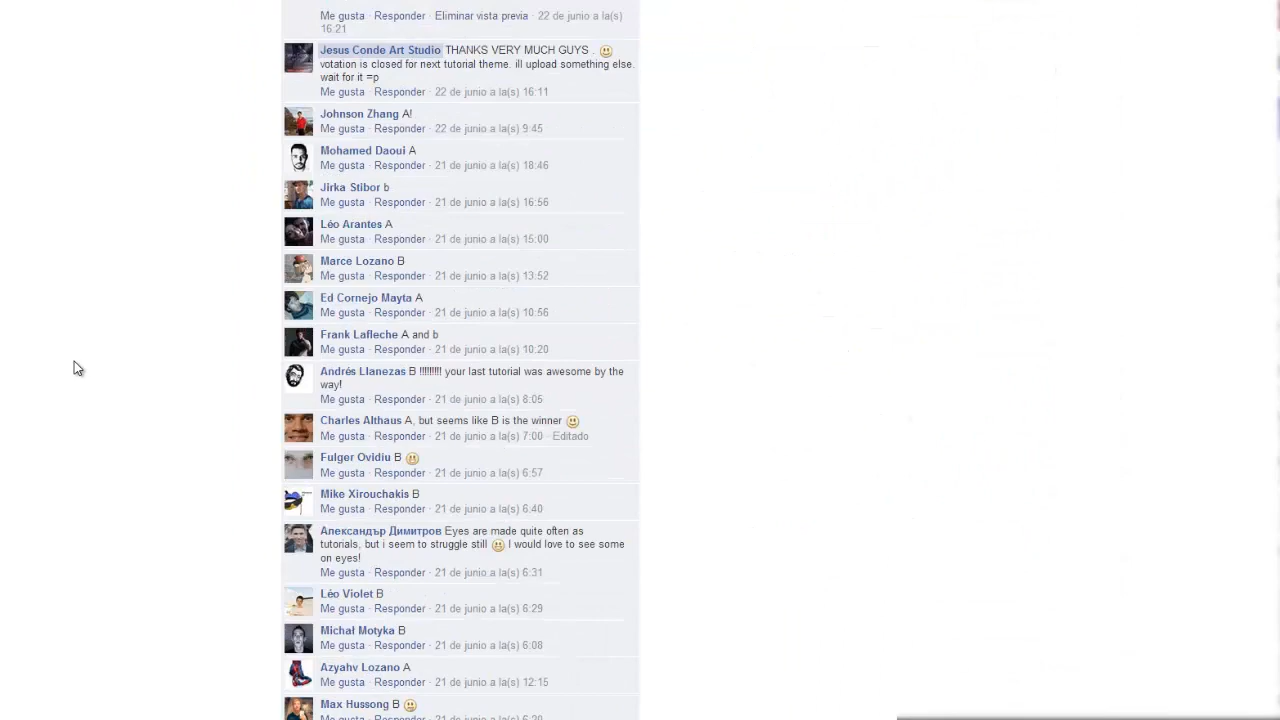 Me gusta · Responder · Eliminar vista previa · 22 de junio a la(s)
16:21
Jesus Conde Art Studio THANKS VERY MUCH GUYS ..
votation is closed for new tutorial theme. ill upload something else.
wait for it =p
Me gusta · Responder · 22 de junio a la(s) 16:11
Johnson Zhang A!
Me gusta · Responder · 22 de junio a la(s) 9:45
Mohamed Daoui A
Me gusta · Responder · 21 de junio a la(s) 18:46
Jirka Stibor b
Me gusta · Responder · 21 de junio a la(s) 16:56
Léo Arantes A
Me gusta · Responder · 21 de junio a la(s) 15:00
Marce Lozano B
Me gusta · Responder · 21 de junio a la(s) 13:52
Ed Cornejo Mayta A
Me gusta · Responder · 21 de junio a la(s) 10:56
Frank Lafleche A and b
Me gusta · Responder · 21 de junio a la(s) 10:20
Andrés Llanezas B !!!!!!!!! your last tutorial was awesome by the
way!
Me gusta · Responder · 21 de junio a la(s) 8:05
Charles Althaus A, but seems like B is the winner
Me gusta · Responder · 21 de junio a la(s) 7:01 · Editado
Fulger Ovidiu B
Me gusta · Responder · 21 de junio a la(s) 6:57
Mike Xirouchakis B
Me gusta · Responder · 21 de junio a la(s) 6:40
Александър Димитров Eyes are made quite often as
tutorials, but i seem to struggle still I would love to see some
on eyes!
Me gusta · Responder · 21 de junio a la(s) 6:31
Léo Violet B
Me gusta · Responder · 21 de junio a la(s) 6:23
Michał Motyka B
Me gusta · Responder · 21 de junio a la(s) 6:08
Azyahv Lozano A
Me gusta · Responder · 21 de junio a la(s) 12:15
Max Hussong B
Me gusta · Responder · 21 de junio a la(s)